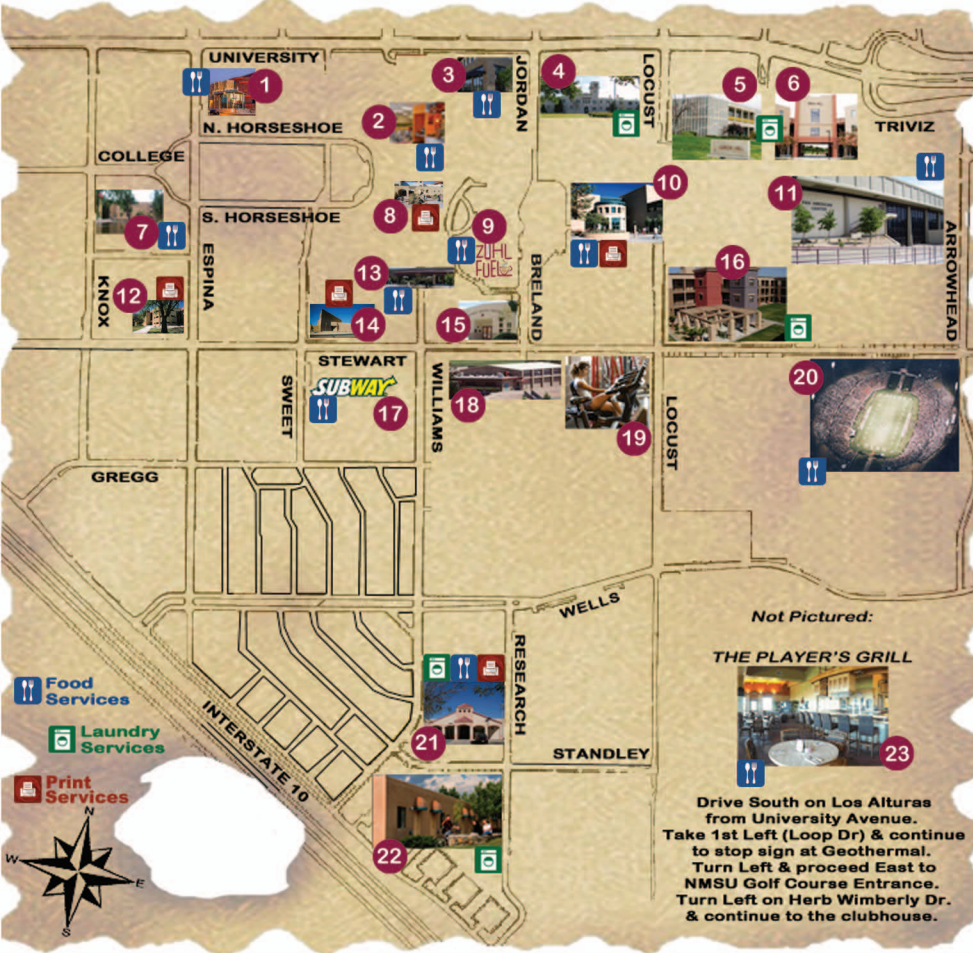 UNIVERSITY
1
2
3
JORDAN
4
LOCUST
5
6
TRIVIZ
N. HORSESHOE
COLLEGE
7
8
S. HORSESHOE
9
ZUHL
FUEL
10
11
ARROWHEAD
KNOX
ESPINA
12
13
14
15
BRELAND
16
STEWART
SUBWAY
17
SWEET
WILLIAMS
18
19
LOCUST
20
GREGG
WELLS
RESEARCH
21
STANDLEY
22
INTERSTATE 10
Food
Services
Laundry
Services
Print
Services
N
W
E
S
Not Pictured:
THE PLAYER'S GRILL
23
Drive South on Los Alturas
from University Avenue.
Take 1st Left (Loop Dr) & continue
to stop sign at Geothermal.
Turn Left & proceed East to
NMSU Golf Course Entrance.
Turn Left on Herb Wimberly Dr.
& continue to the clubhouse.